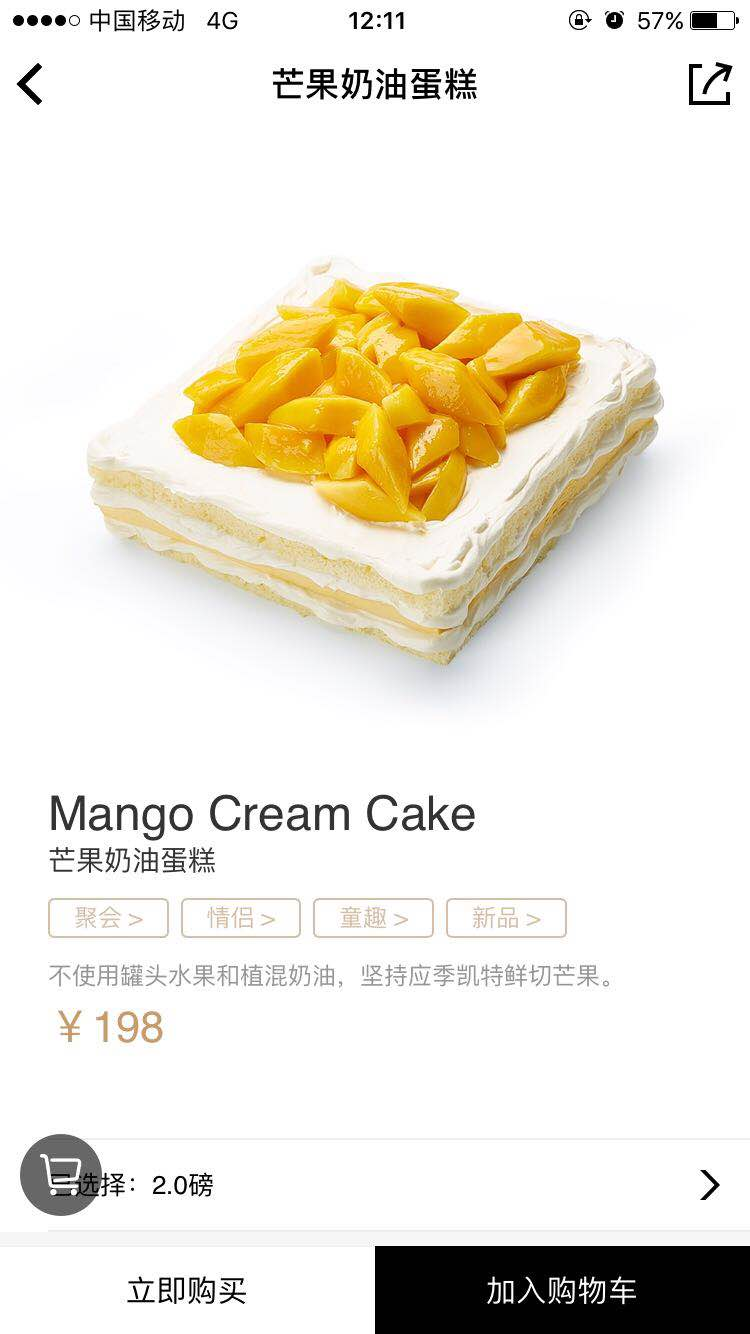 中国移动 4G 12:11 57%
芒果奶油蛋糕
Mango Cream Cake
芒果奶油蛋糕
聚会 > 情侣 > 童趣 > 新品 >
不使用罐头水果和植混奶油，坚持应季凯特鲜切芒果。
¥ 198
已选择：2.0磅
立即购买 加入购物车